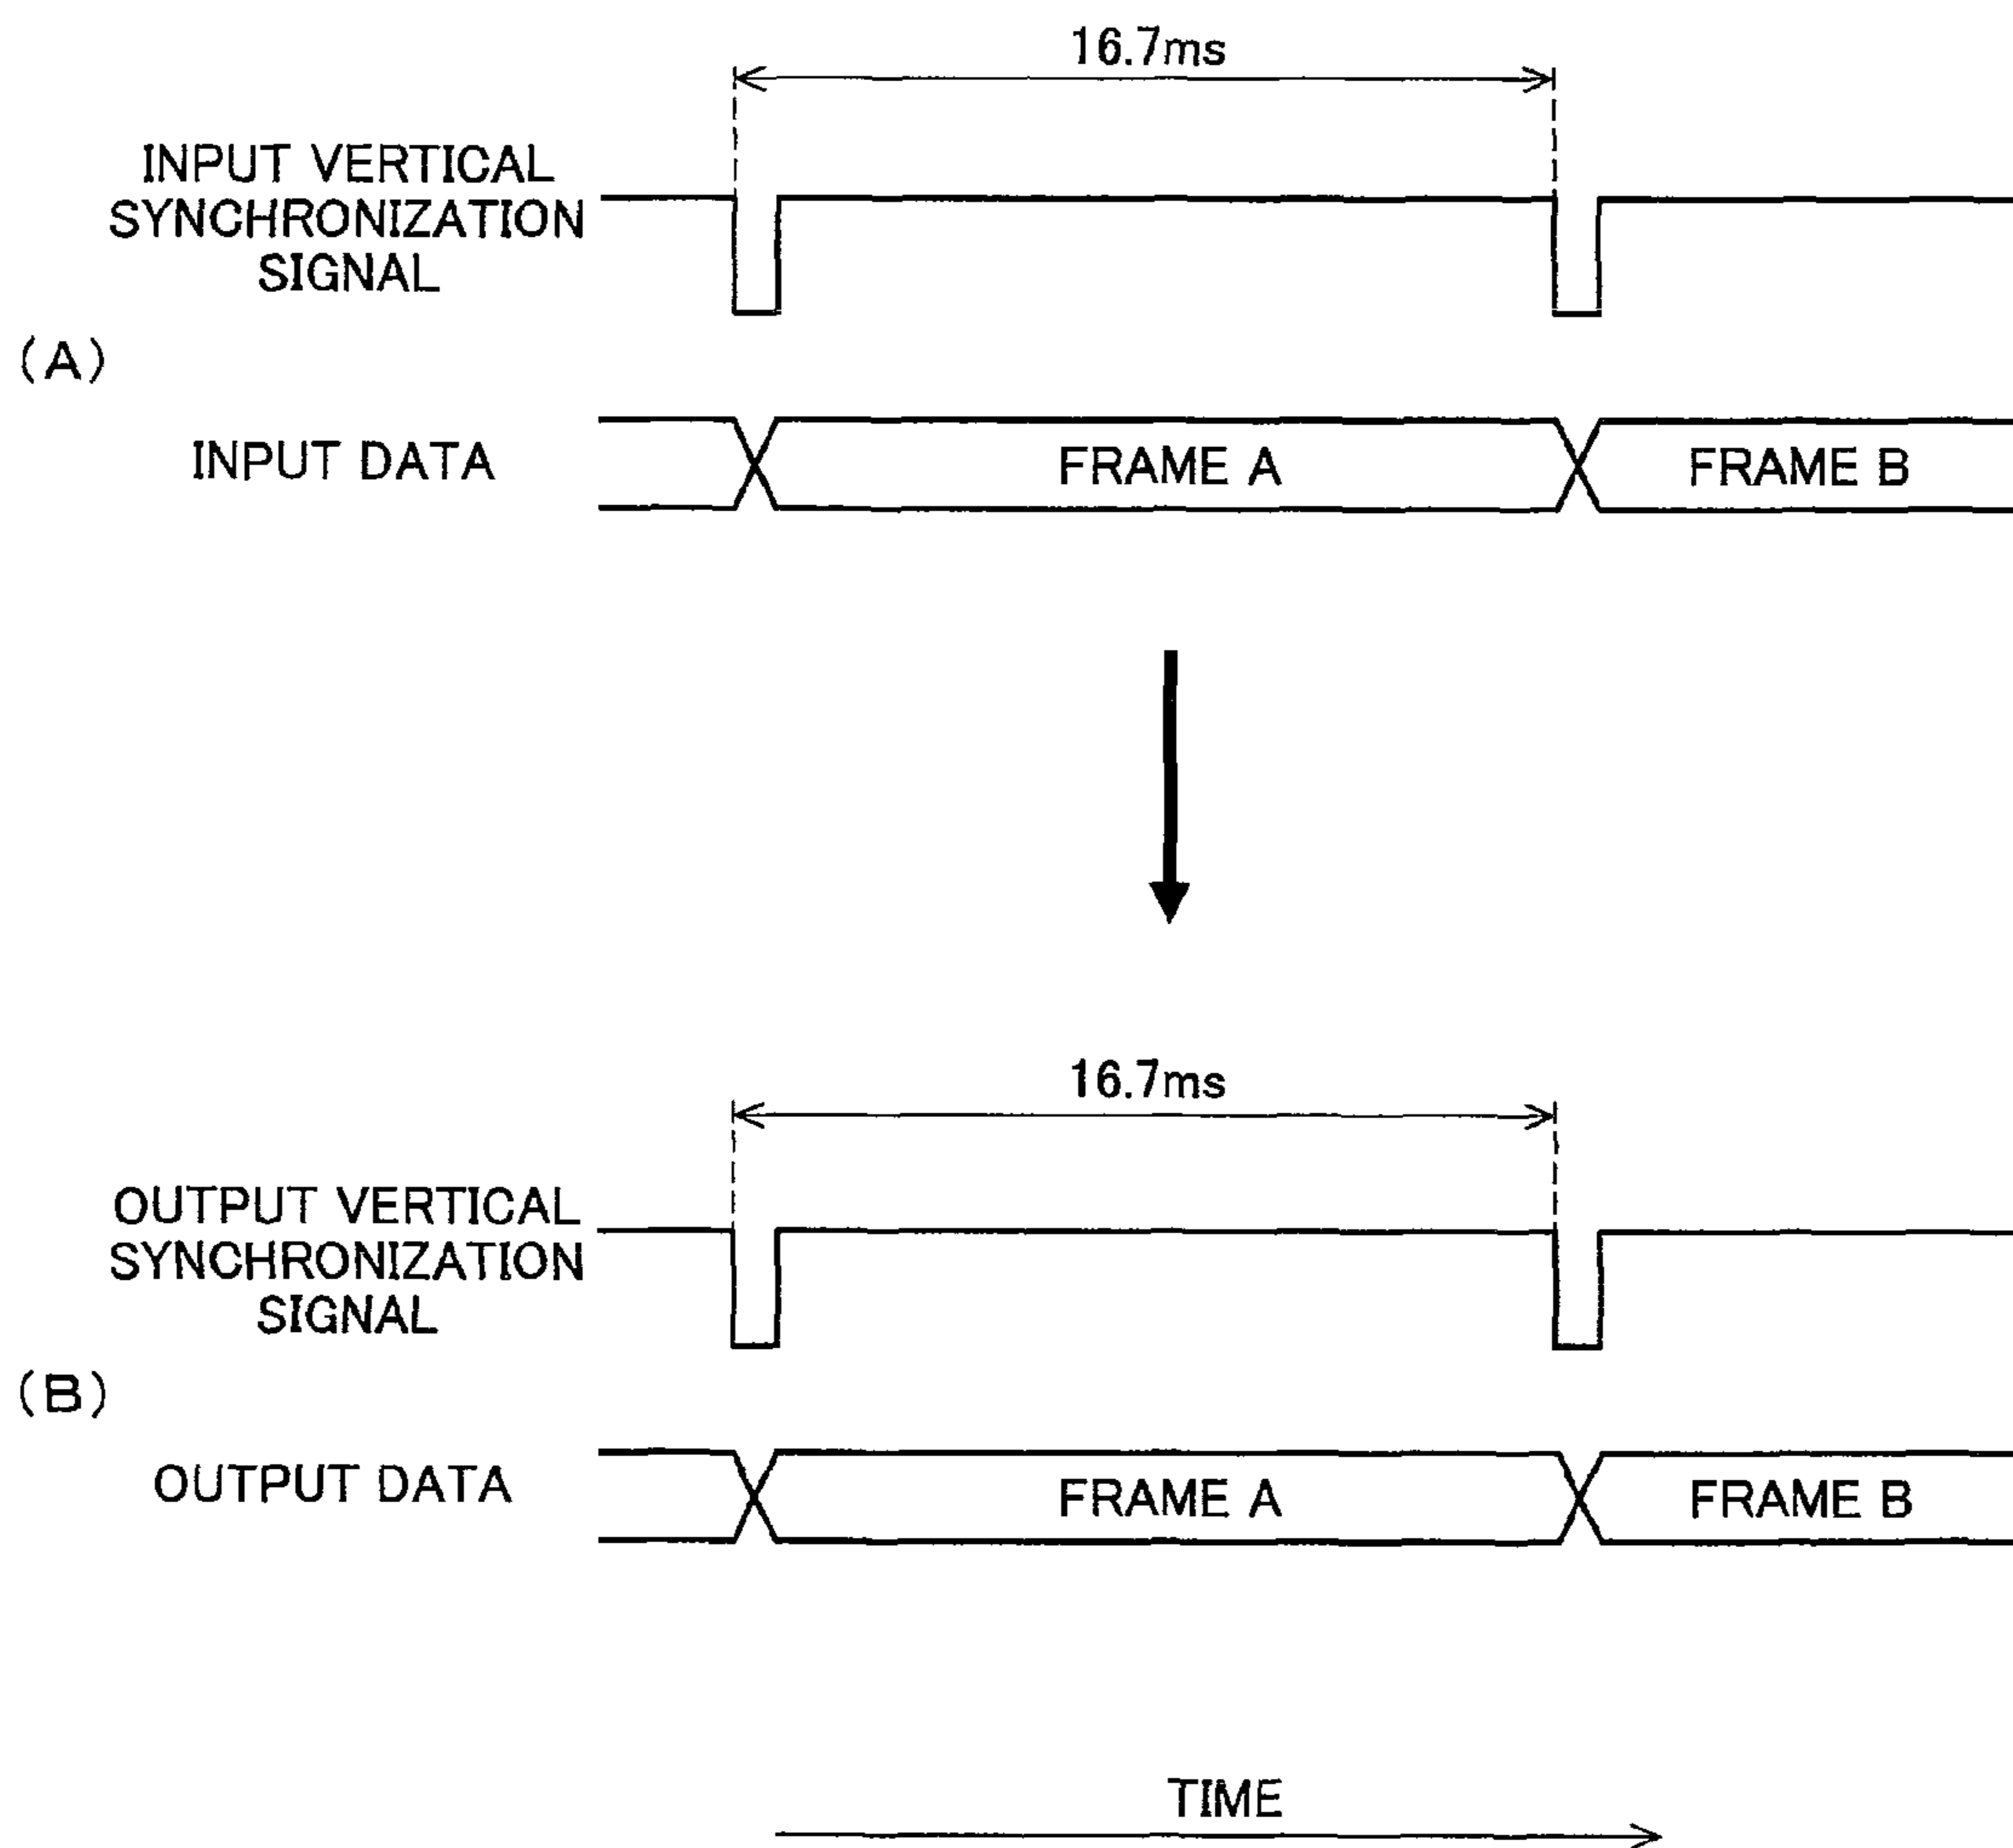 16.7ms
INPUT VERTICAL
SYNCHRONIZATION
SIGNAL
(A)
INPUT DATA
FRAME A
FRAME B
16.7ms
OUTPUT VERTICAL
SYNCHRONIZATION
SIGNAL
(B)
OUTPUT DATA
FRAME A
FRAME B
TIME